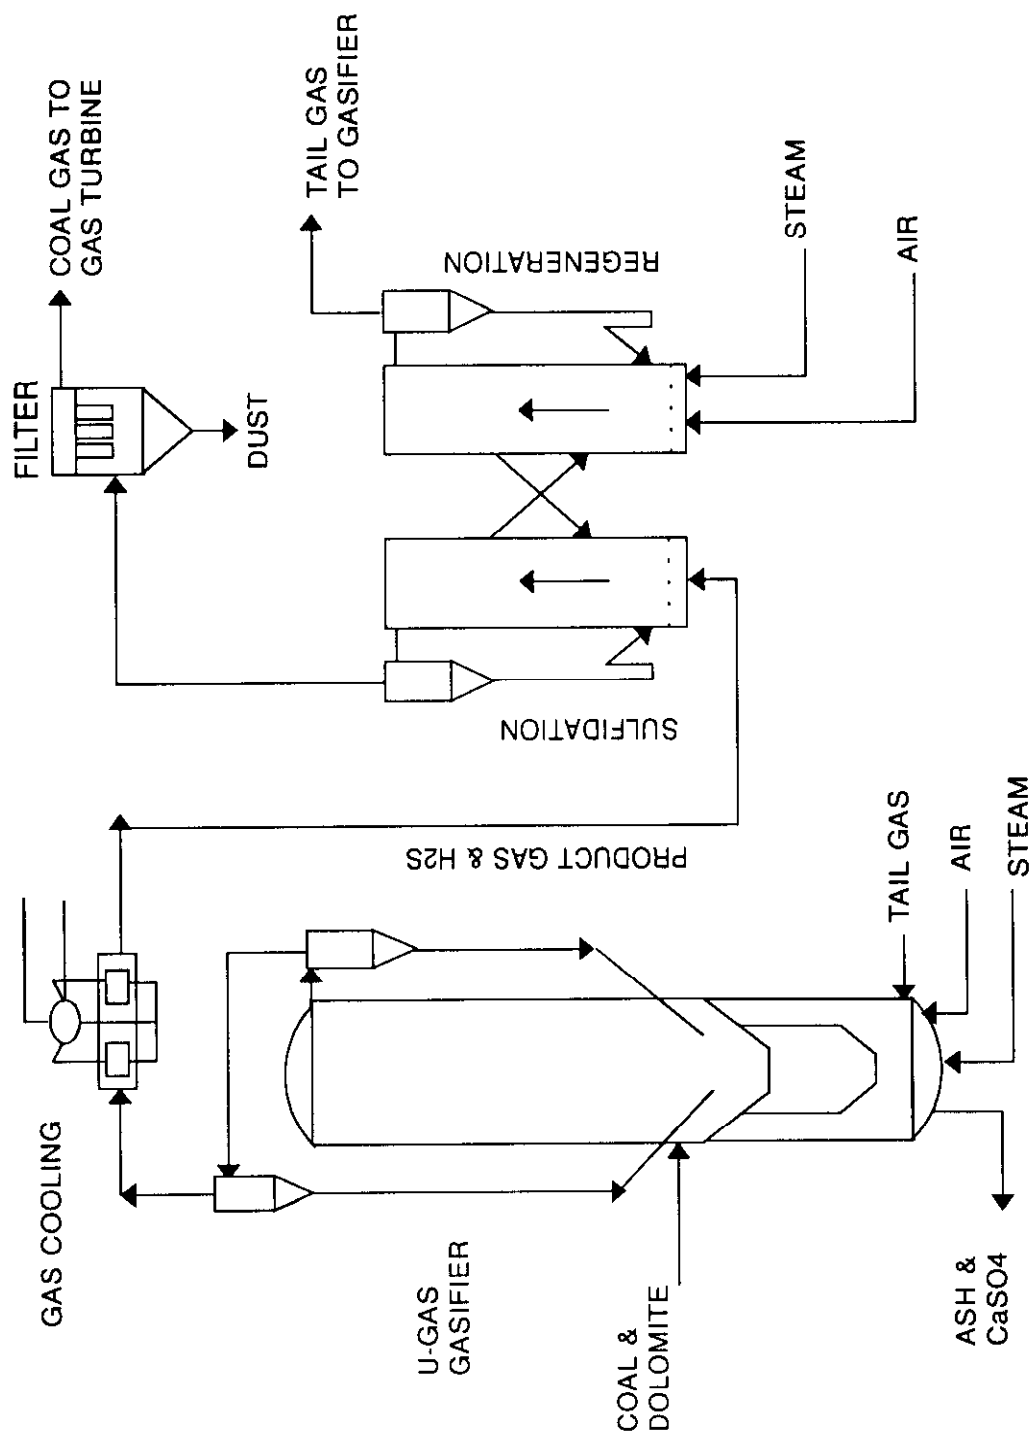 GAS COOLING
FILTER
COAL GAS TO
GAS TURBINE
DUST
TAIL GAS
TO GASIFIER
REGENERATION
SULFIDATION
STEAM
AIR
PRODUCT GAS & H2S
U-GAS
GASIFIER
COAL &
DOLOMITE
TAIL GAS
AIR
STEAM
ASH &
CaSO4